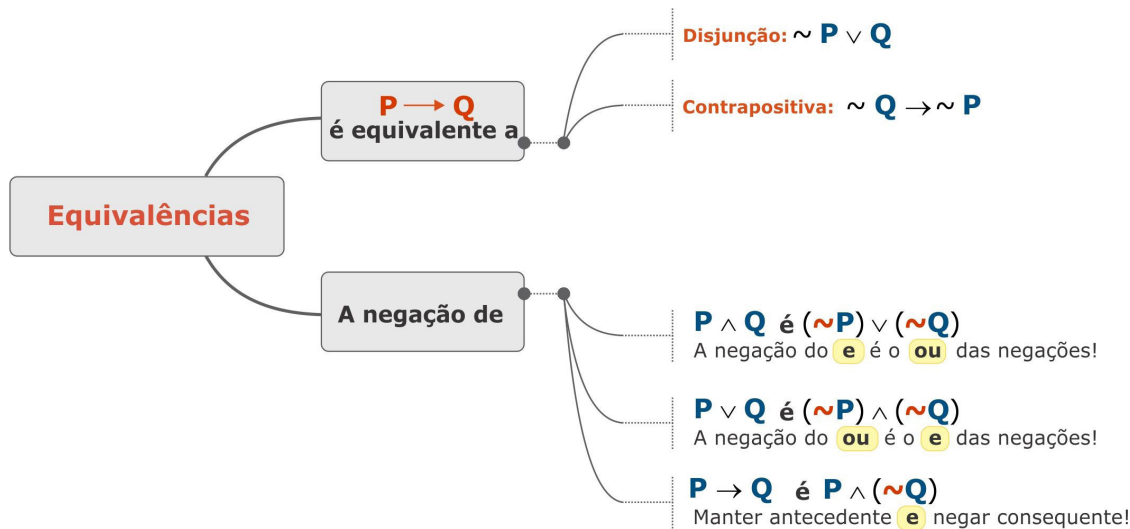 Equivalências
P → Q
é equivalente a
Disjunção: ~ P ∨ Q
Contrapositiva: ~ Q → ~ P
A negação de
P ∧ Q é (~P) ∨ (~Q)
A negação do e é o ou das negações!
P ∨ Q é (~P) ∧ (~Q)
A negação do ou é o e das negações!
P → Q é P ∧ (~Q)
Manter antecedente e negar consequente!